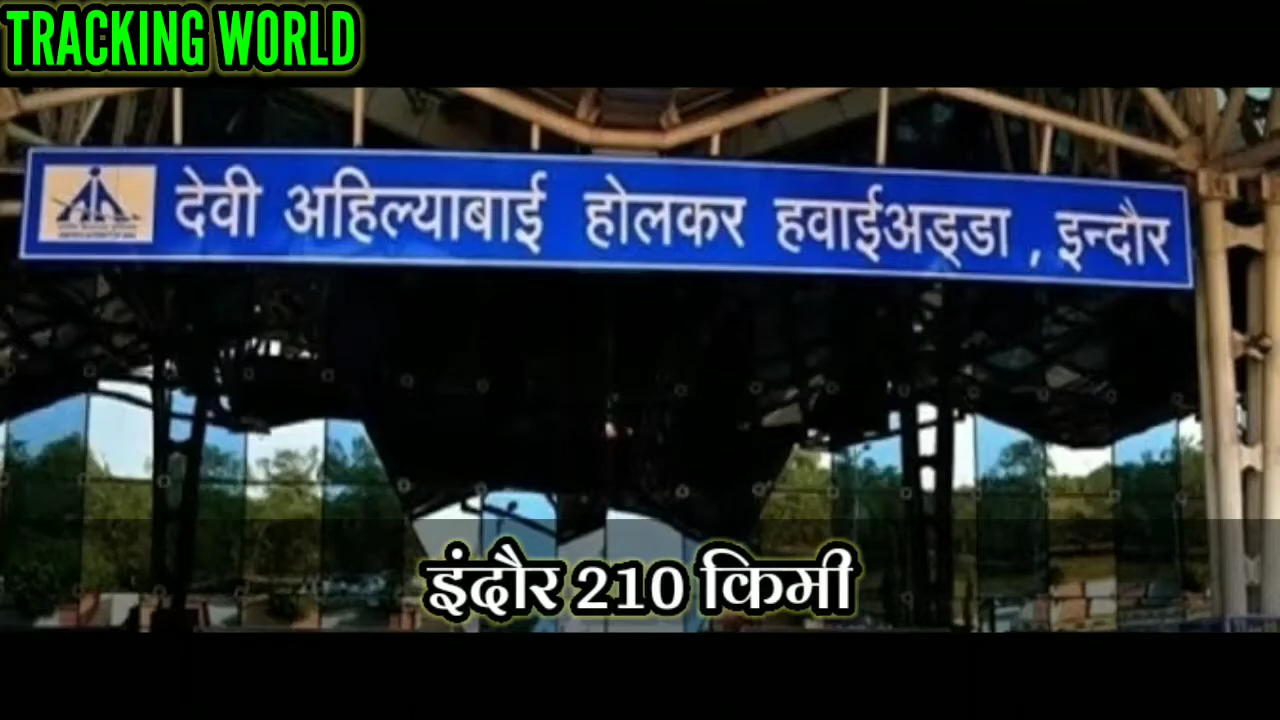 TRACKING WORLD
देवी अहिल्याबाई होलकर हवाईअड्डा , इन्दौर
इंदौर 210 किमी